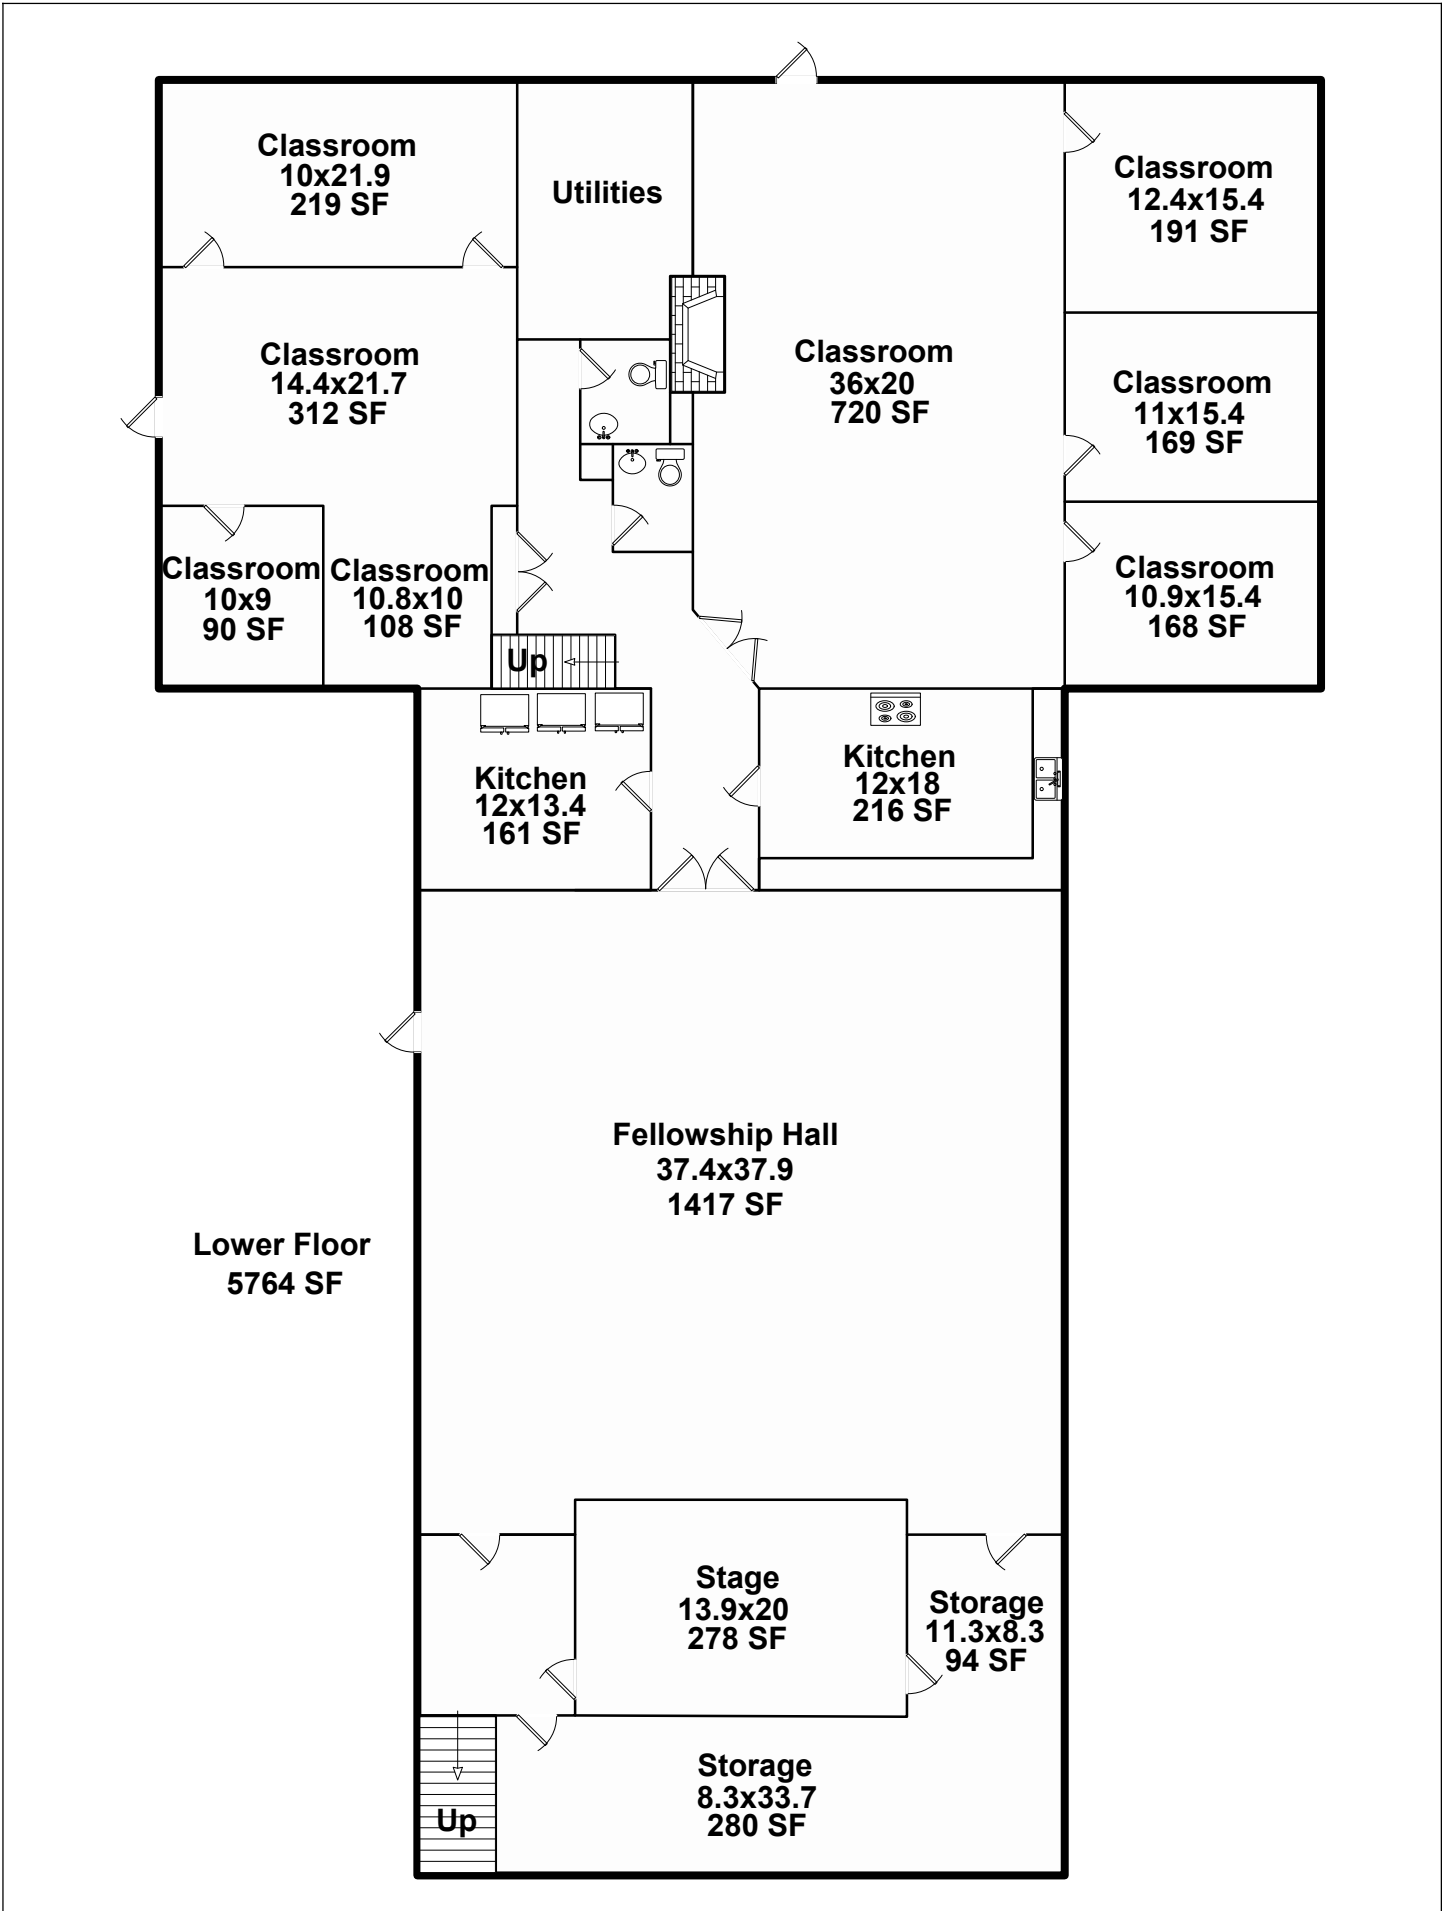 Classroom
10x21.9
219 SF
Utilities
Classroom
12.4x15.4
191 SF
Classroom
14.4x21.7
312 SF
Classroom
36x20
720 SF
Classroom
11x15.4
169 SF
Classroom
10x9
90 SF
Classroom
10.8x10
108 SF
Classroom
10.9x15.4
168 SF
Up
Kitchen
12x13.4
161 SF
Kitchen
12x18
216 SF
Fellowship Hall
37.4x37.9
1417 SF
Lower Floor
5764 SF
Stage
13.9x20
278 SF
Storage
11.3x8.3
94 SF
Storage
8.3x33.7
280 SF
Up